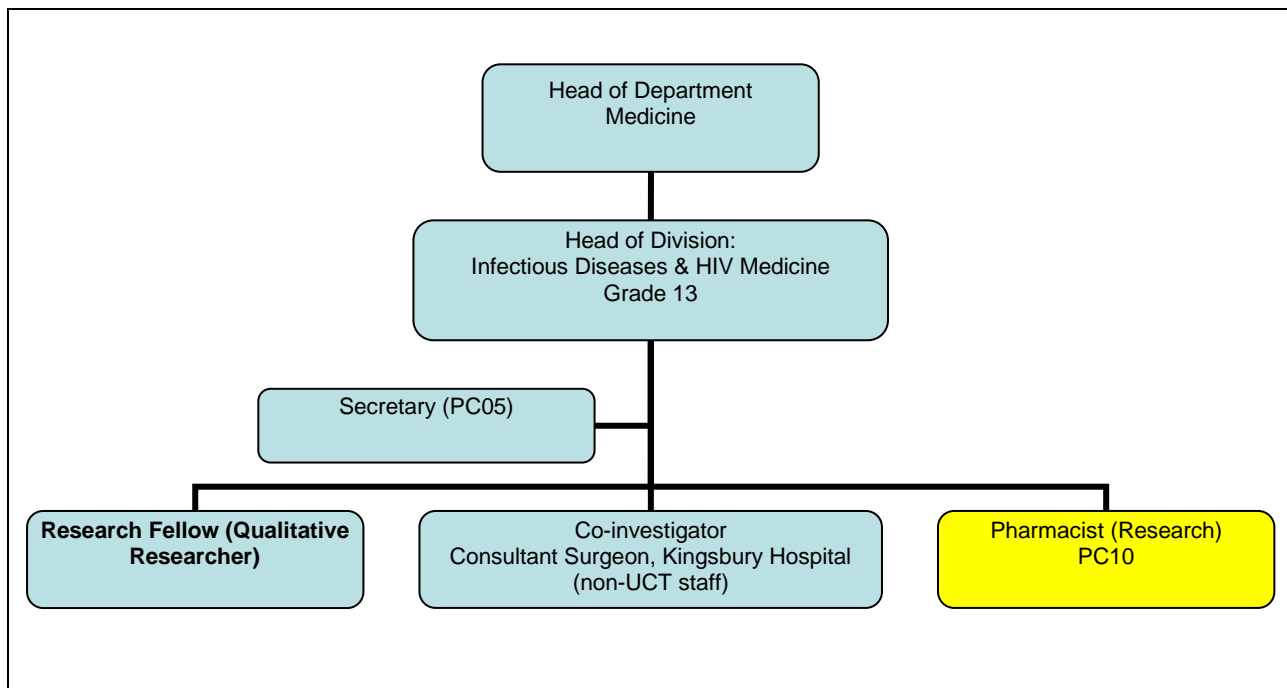 Head of Department
Medicine
Head of Division:
Infectious Diseases & HIV Medicine
Grade 13
Secretary (PC05)
Research Fellow (Qualitative
Researcher)
Co-investigator
Consultant Surgeon, Kingsbury Hospital
(non-UCT staff)
Pharmacist (Research)
PC10